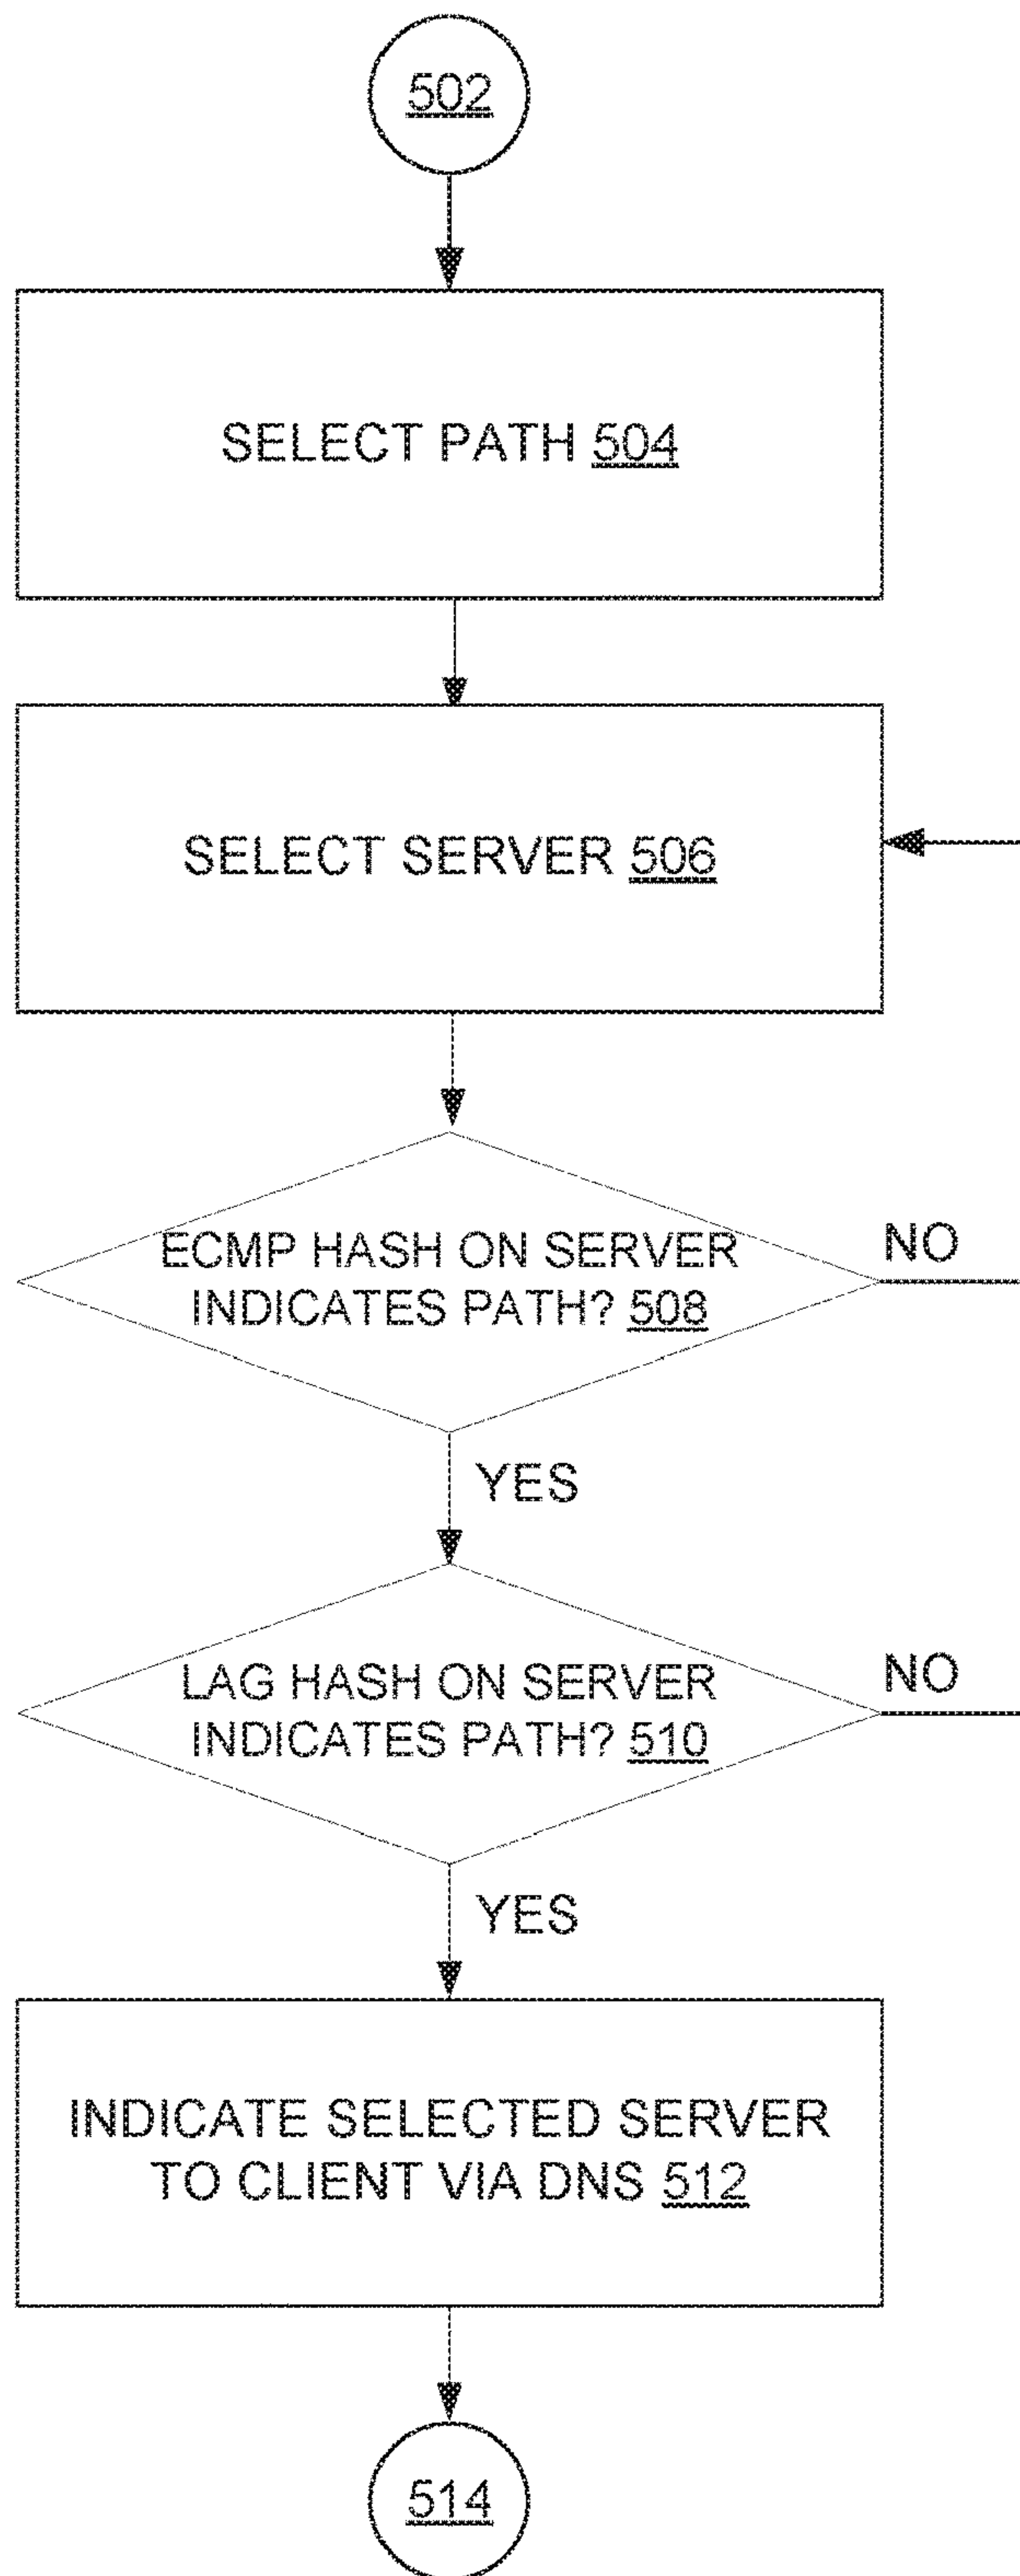 502
SELECT PATH 504
SELECT SERVER 506
ECMP HASH ON SERVER
INDICATES PATH? 508
NO
YES
LAG HASH ON SERVER
INDICATES PATH? 510
NO
YES
INDICATE SELECTED SERVER
TO CLIENT VIA DNS 512
514